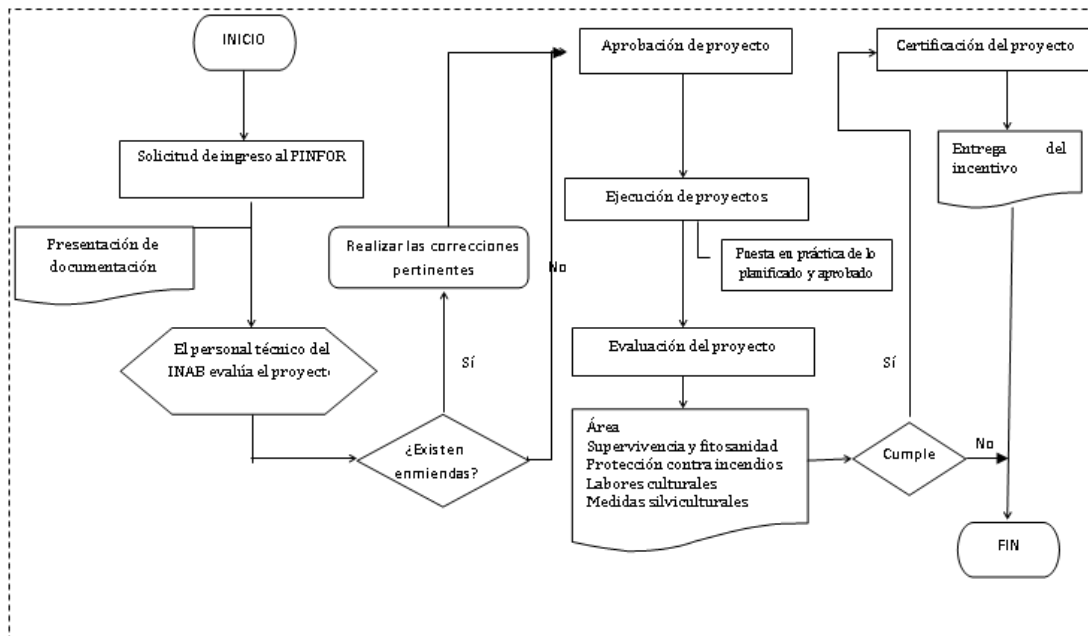 INICIO
Solicitud de ingreso al PINFOR
Presentación de
documentación
El personal técnico del
INAB evalúa el proyecto
¿Existen
enmiendas?
Sí
Realizar las correcciones
pertinentes
No
Aprobación de proyecto
Ejecución de proyectos
Puesta en práctica de lo
planificado y aprobado
Evaluación del proyecto
Área
Supervivencia y fitosanidad
Protección contra incendios
Labores culturales
Medidas silviculturales
Cumple
Sí
No
Certificación del proyecto
Entrega del
incentivo
FIN